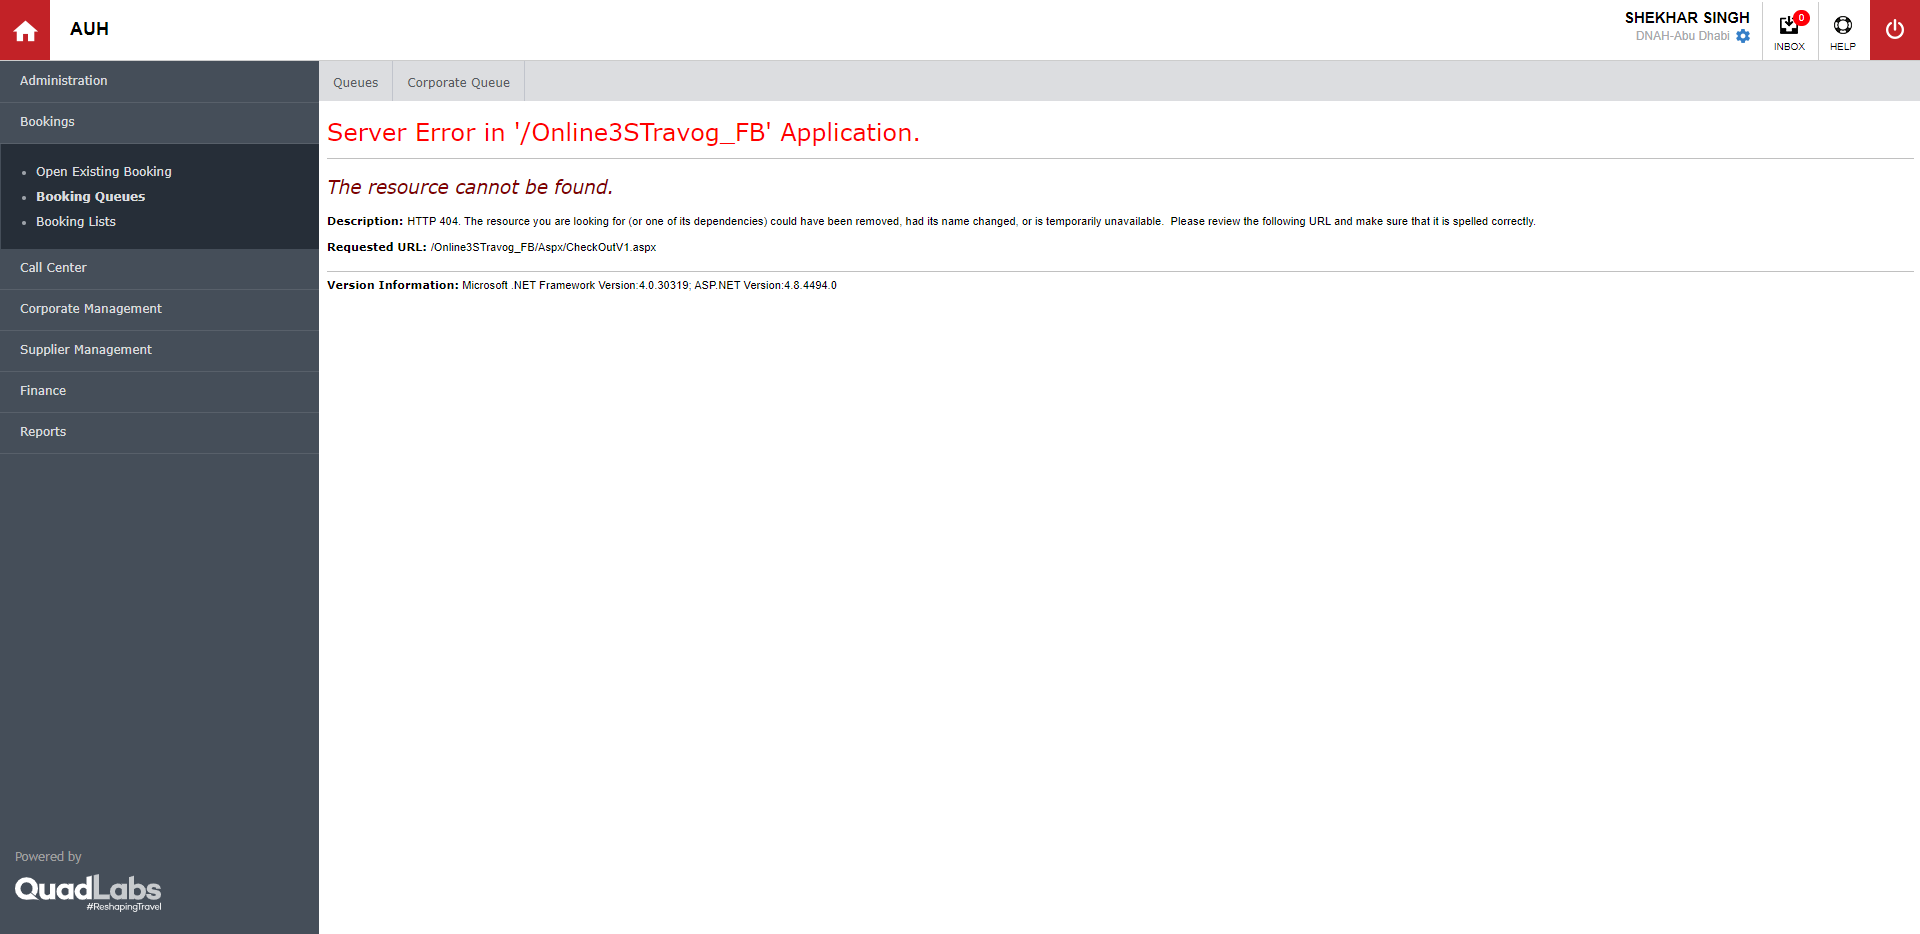 AUH
SHEKHAR SINGH
DNAH-Abu Dhabi
0
INBOX
HELP
Administration
Bookings
Open Existing Booking
Booking Queues
Booking Lists
Call Center
Corporate Management
Supplier Management
Finance
Reports
Powered by
QuadLabs
#ReshapingTravel
Queues
Corporate Queue
Server Error in '/Online3STravog_FB' Application.
The resource cannot be found.
Description: HTTP 404. The resource you are looking for (or one of its dependencies) could have been removed, had its name changed, or is temporarily unavailable.  Please review the following URL and make sure that it is spelled correctly.
Requested URL: /Online3STravog_FB/Aspx/CheckOutV1.aspx
Version Information: Microsoft .NET Framework Version:4.0.30319; ASP.NET Version:4.8.4494.0